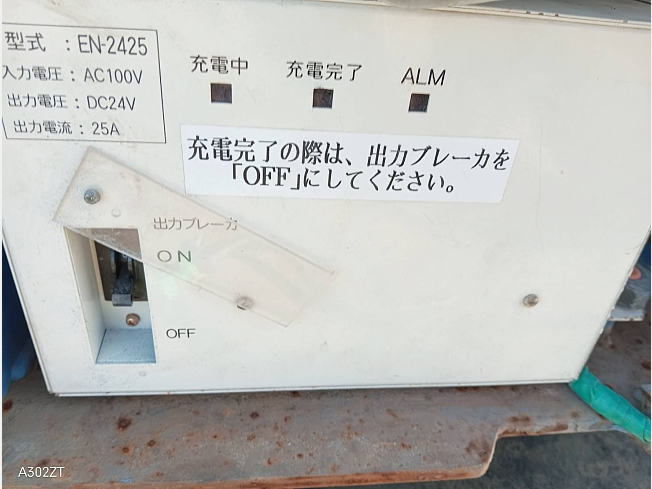 型式 : EN-2425
入力電圧 : AC100V
出力電圧 : DC24V
出力電流 : 25A
充電中
充電完了
ALM
充電完了の際は、出力ブレーカを
「OFF」にしてください。
出力ブレーカ
ON
OFF
A302ZT